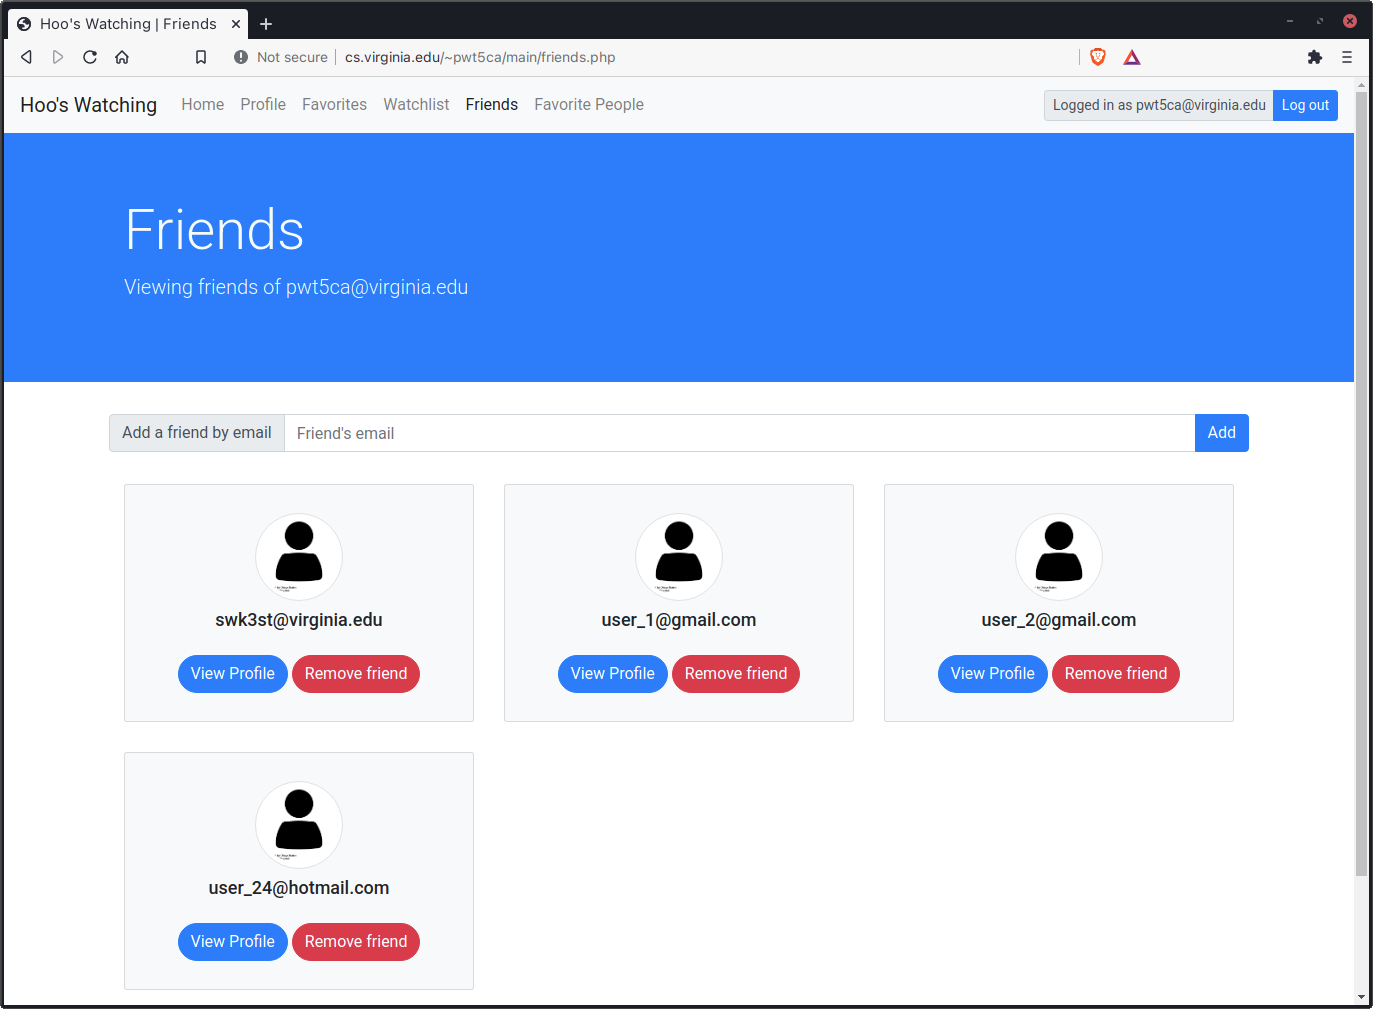 Hoo's Watching | Friends
Not secure cs.virginia.edu/~pwt5ca/main/friends.php
Hoo's Watching Home Profile Favorites Watchlist Friends Favorite People Logged in as pwt5ca@virginia.edu Log out
Friends
Viewing friends of pwt5ca@virginia.edu
Add a friend by email Friend's email Add
swk3st@virginia.edu user_1@gmail.com user_2@gmail.com
View Profile Remove friend View Profile Remove friend View Profile Remove friend
user_24@hotmail.com
View Profile Remove friend